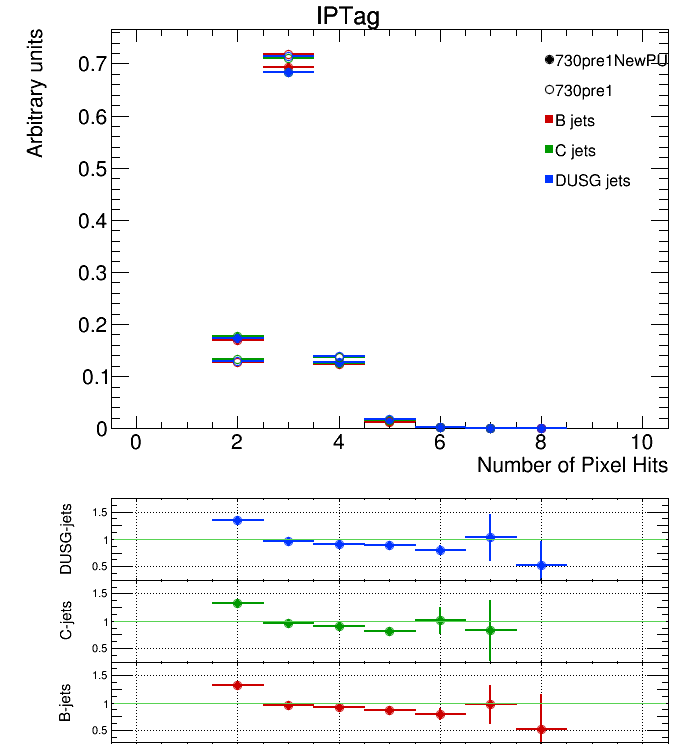 IPTag
Arbitrary units
0.7
0.6
0.5
0.4
0.3
0.2
0.1
0
730pre1NewPU
730pre1
B jets
C jets
DUSG jets
0 2 4 6 8 10
Number of Pixel Hits
DUSG-jets
1.5
1
0.5
C-jets
1.5
1
0.5
B-jets
1.5
1
0.5